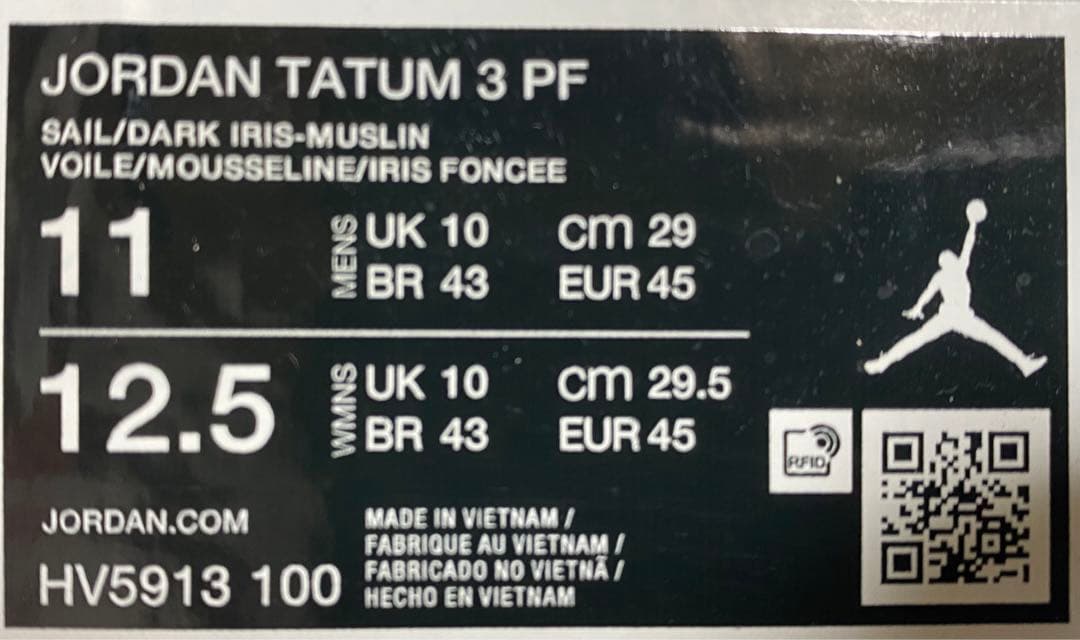 JORDAN TATUM 3 PF
SAIL/DARK IRIS-MUSLIN
VOILE/MOUSSELINE/IRIS FONCEE
11
MENS
UK 10 cm 29
BR 43 EUR 45
12.5
WMNS
UK 10 cm 29.5
BR 43 EUR 45
RFID
JORDAN.COM
HV5913 100
MADE IN VIETNAM /
FABRIQUE AU VIETNAM /
FABRICADO NO VIETNÃ /
HECHO EN VIETNAM